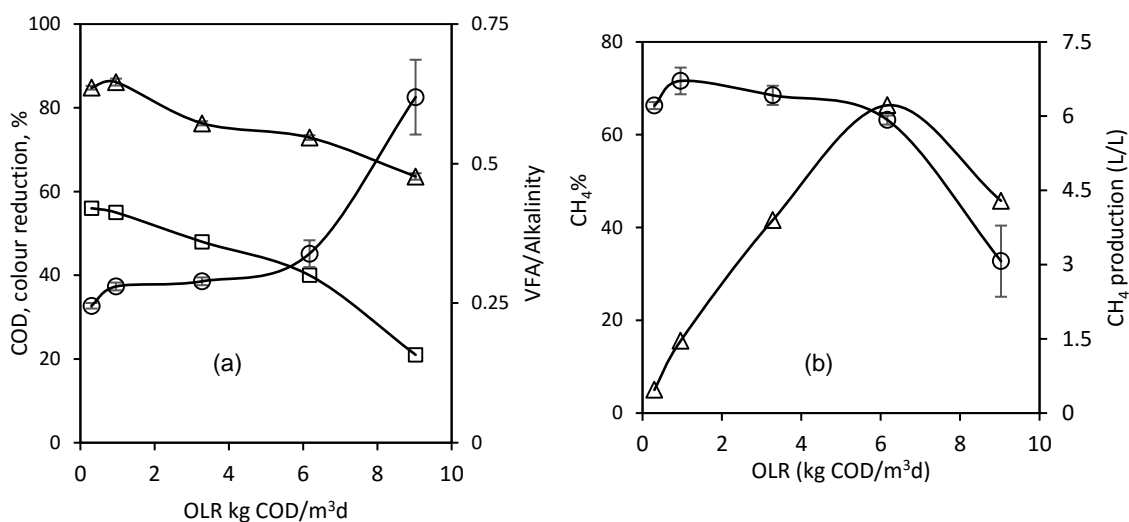 100
80
60
40
20
0
COD, colour reduction, %
0.75
0.5
0.25
0
VFA/Alkalinity
(a)
0 2 4 6 8 10
OLR kg COD/m³d
80
60
40
20
0
CH₄%
7.5
6
4.5
3
1.5
0
CH₄ production (L/L)
(b)
0 2 4 6 8 10
OLR (kg COD/m³d)